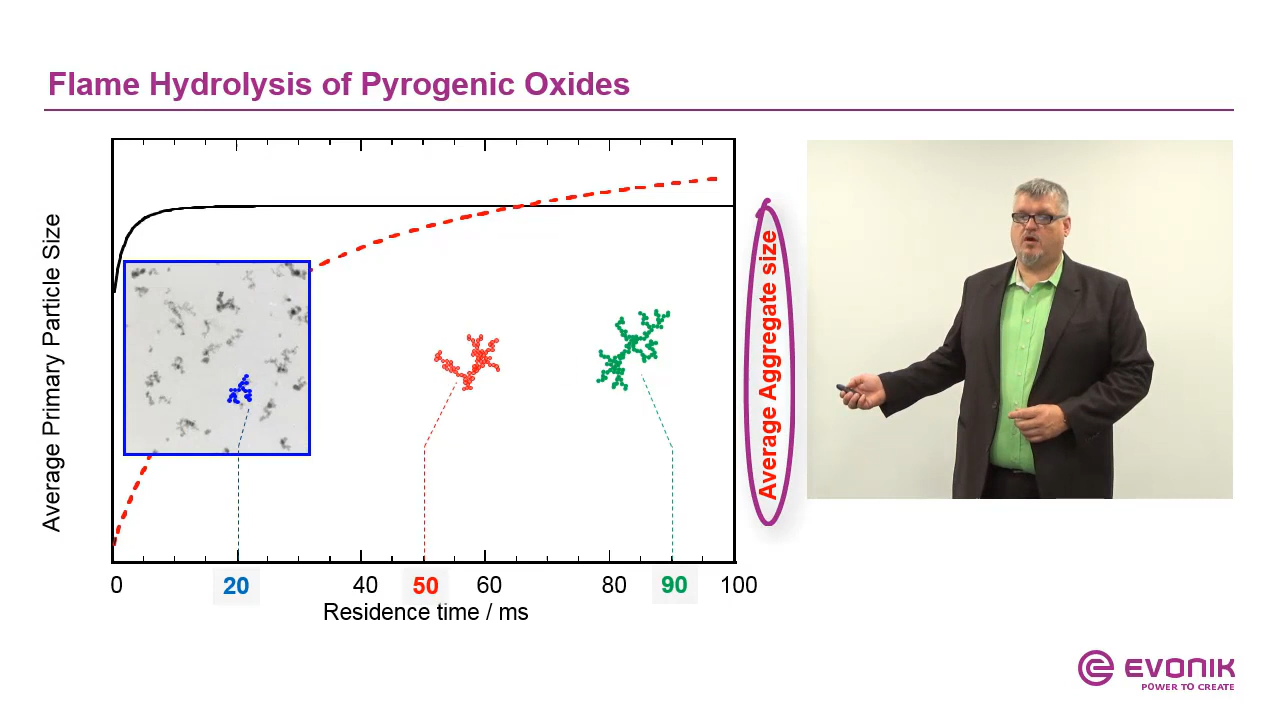 Flame Hydrolysis of Pyrogenic Oxides
Average Primary Particle Size
Average Aggregate size
0 20 40 50 60 80 90 100
Residence time / ms
EVONIK
POWER TO CREATE